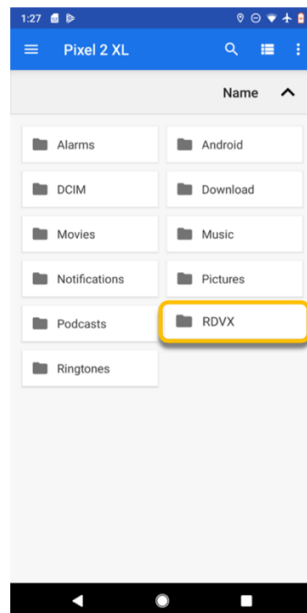 1:27
Pixel 2 XL
Name
Alarms
Android
DCIM
Download
Movies
Music
Notifications
Pictures
Podcasts
RDVX
Ringtones